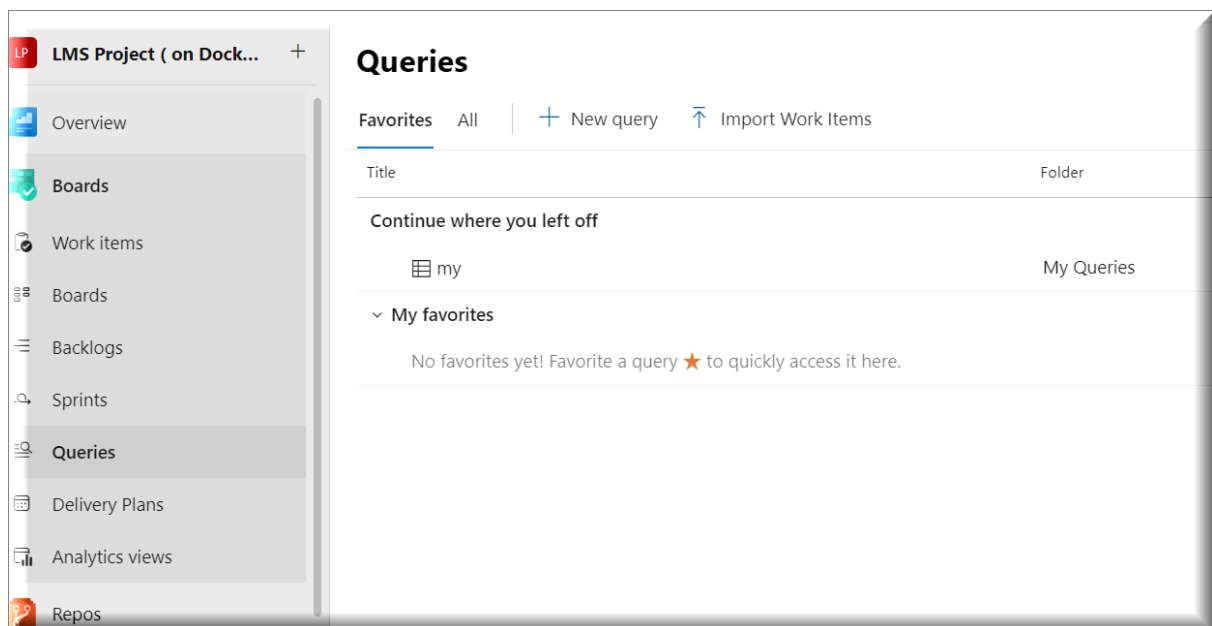 LP LMS Project ( on Dock... +
Overview
Boards
Work items
Boards
Backlogs
Sprints
Queries
Delivery Plans
Analytics views
Repos
Queries
Favorites All + New query Import Work Items
Title Folder
Continue where you left off
my My Queries
My favorites
No favorites yet! Favorite a query ★ to quickly access it here.